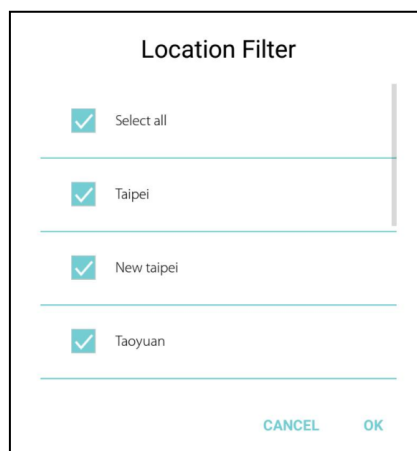 Location Filter
Select all
Taipei
New taipei
Taoyuan
CANCEL OK